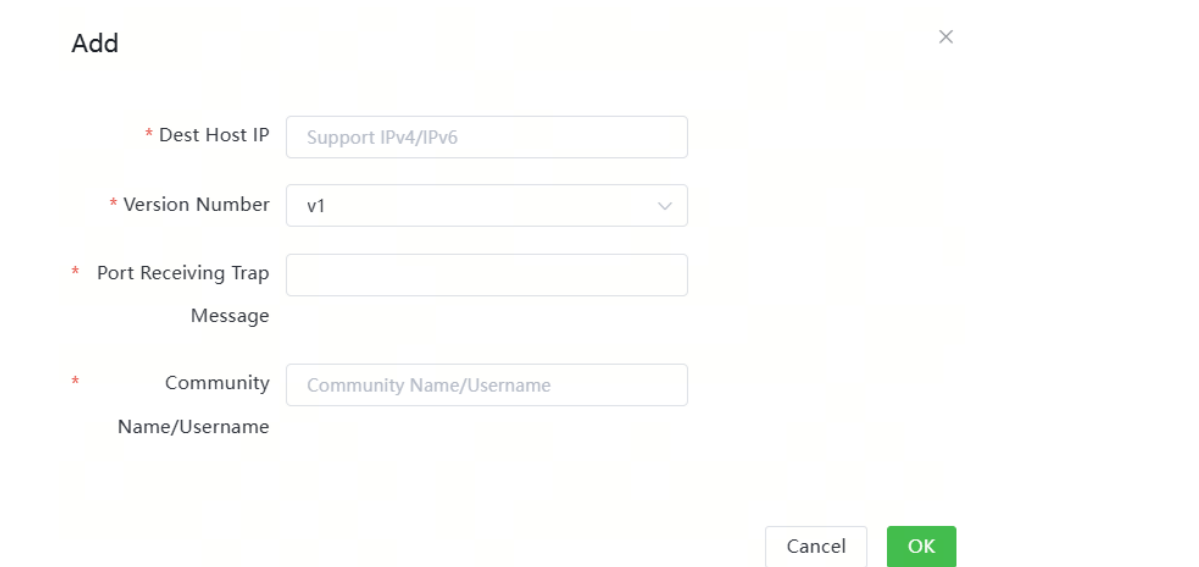 Add
* Dest Host IP Support IPv4/IPv6
* Version Number v1
* Port Receiving Trap
Message
* Community Community Name/Username
Name/Username
Cancel OK